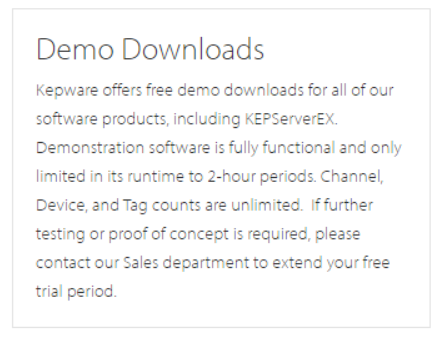 Demo Downloads
Kepware offers free demo downloads for all of our
software products, including KEPServerEX.
Demonstration software is fully functional and only
limited in its runtime to 2-hour periods. Channel,
Device, and Tag counts are unlimited.  If further
testing or proof of concept is required, please
contact our Sales department to extend your free
trial period.